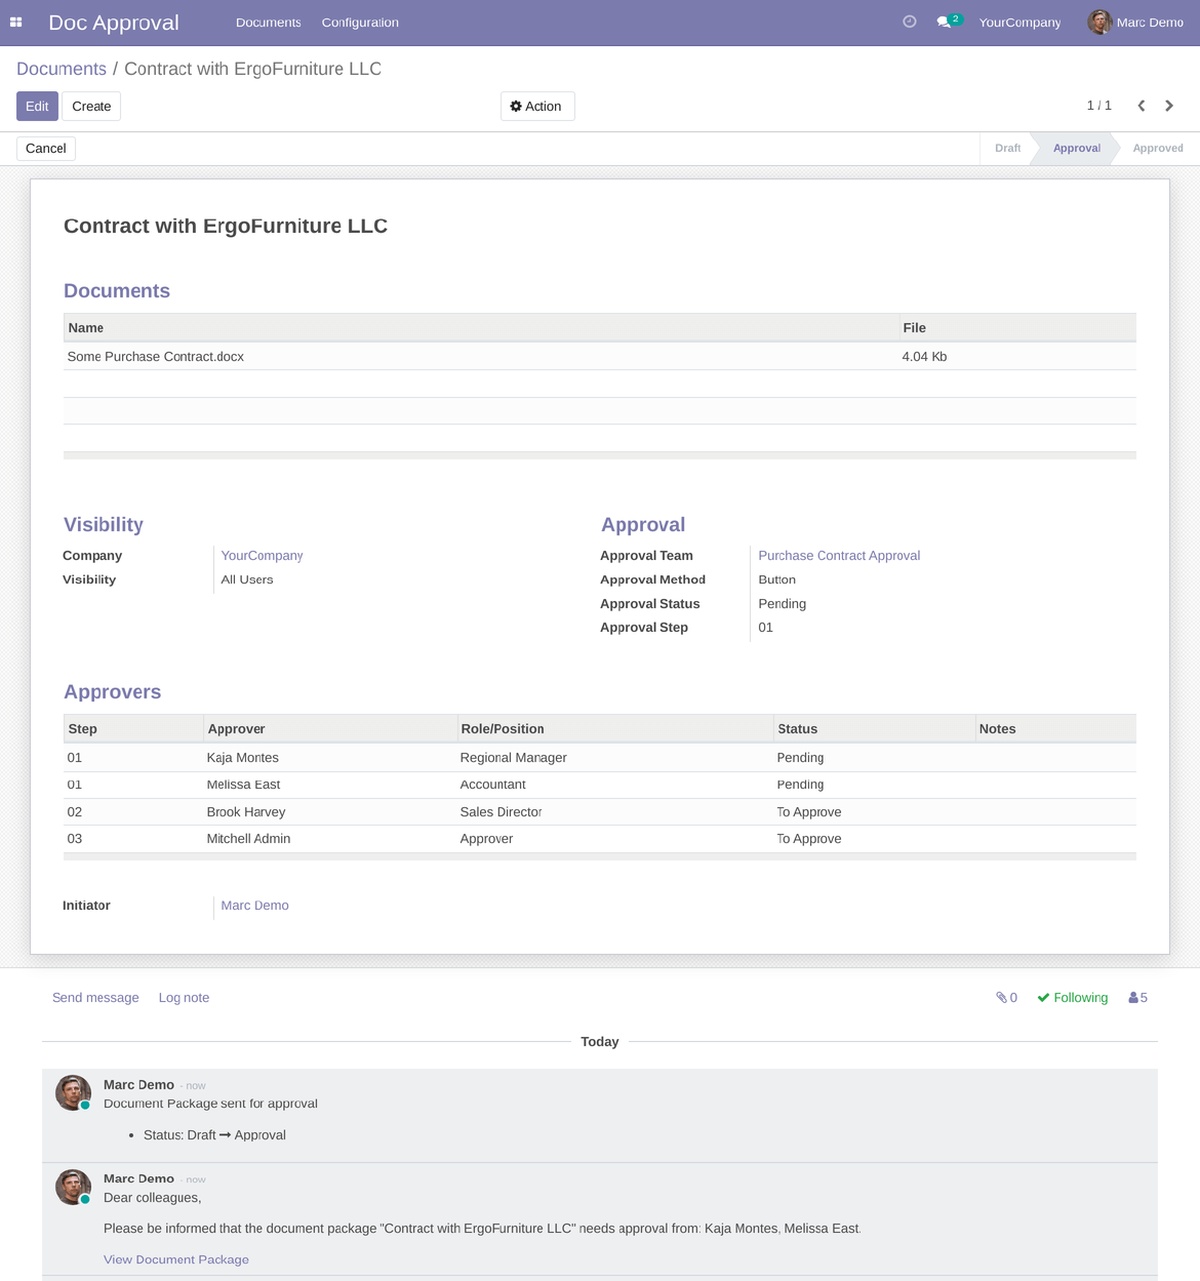 Doc Approval Documents Configuration 2 YourCompany Marc Demo
Documents / Contract with ErgoFurniture LLC
Edit Create Action 1 / 1
Cancel Draft Approval Approved
Contract with ErgoFurniture LLC
Documents
Name File
Some Purchase Contract.docx 4.04 Kb
Visibility
Company YourCompany
Visibility All Users
Approval
Approval Team Purchase Contract Approval
Approval Method Button
Approval Status Pending
Approval Step 01
Approvers
Step Approver Role/Position Status Notes
01 Kaja Montes Regional Manager Pending
01 Melissa East Accountant Pending
02 Brook Harvey Sales Director To Approve
03 Mitchell Admin Approver To Approve
Initiator Marc Demo
Send message Log note 0 Following 5
Today
Marc Demo - now
Document Package sent for approval
• Status: Draft → Approval
Marc Demo - now
Dear colleagues,
Please be informed that the document package "Contract with ErgoFurniture LLC" needs approval from: Kaja Montes, Melissa East.
View Document Package